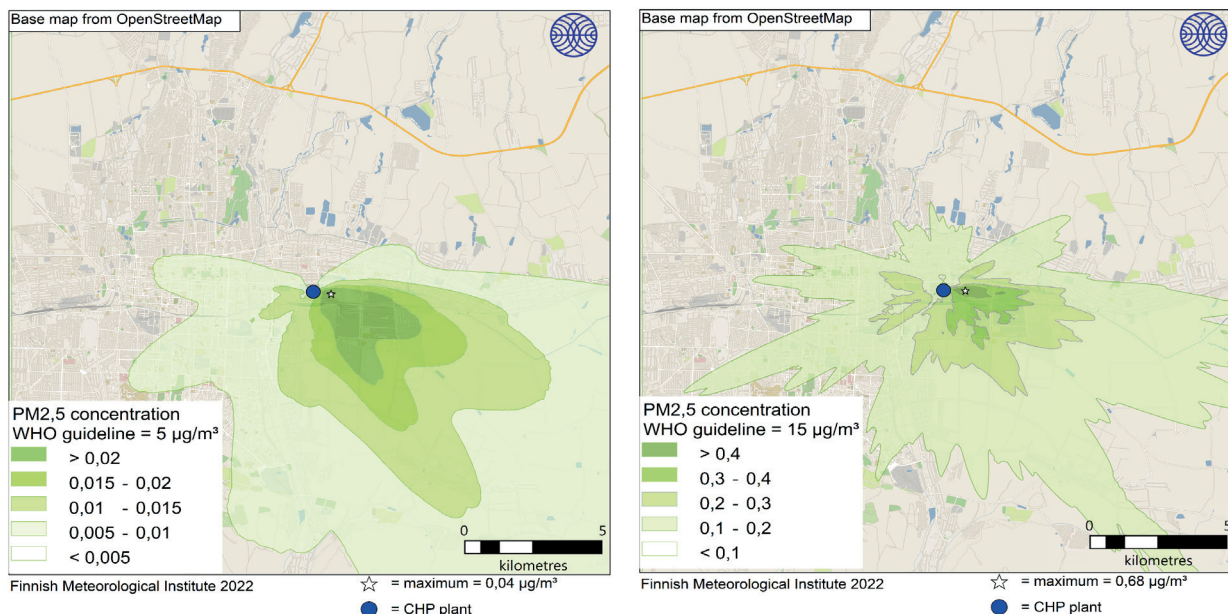 Base map from OpenStreetMap
PM2,5 concentration
WHO guideline = 5 µg/m³
> 0,02
0,015 - 0,02
0,01 - 0,015
0,005 - 0,01
< 0,005
0 5
kilometres
Finnish Meteorological Institute 2022
☆ = maximum = 0,04 µg/m³
= CHP plant
Base map from OpenStreetMap
PM2,5 concentration
WHO guideline = 15 µg/m³
> 0,4
0,3 - 0,4
0,2 - 0,3
0,1 - 0,2
< 0,1
0 5
kilometres
Finnish Meteorological Institute 2022
☆ = maximum = 0,68 µg/m³
= CHP plant